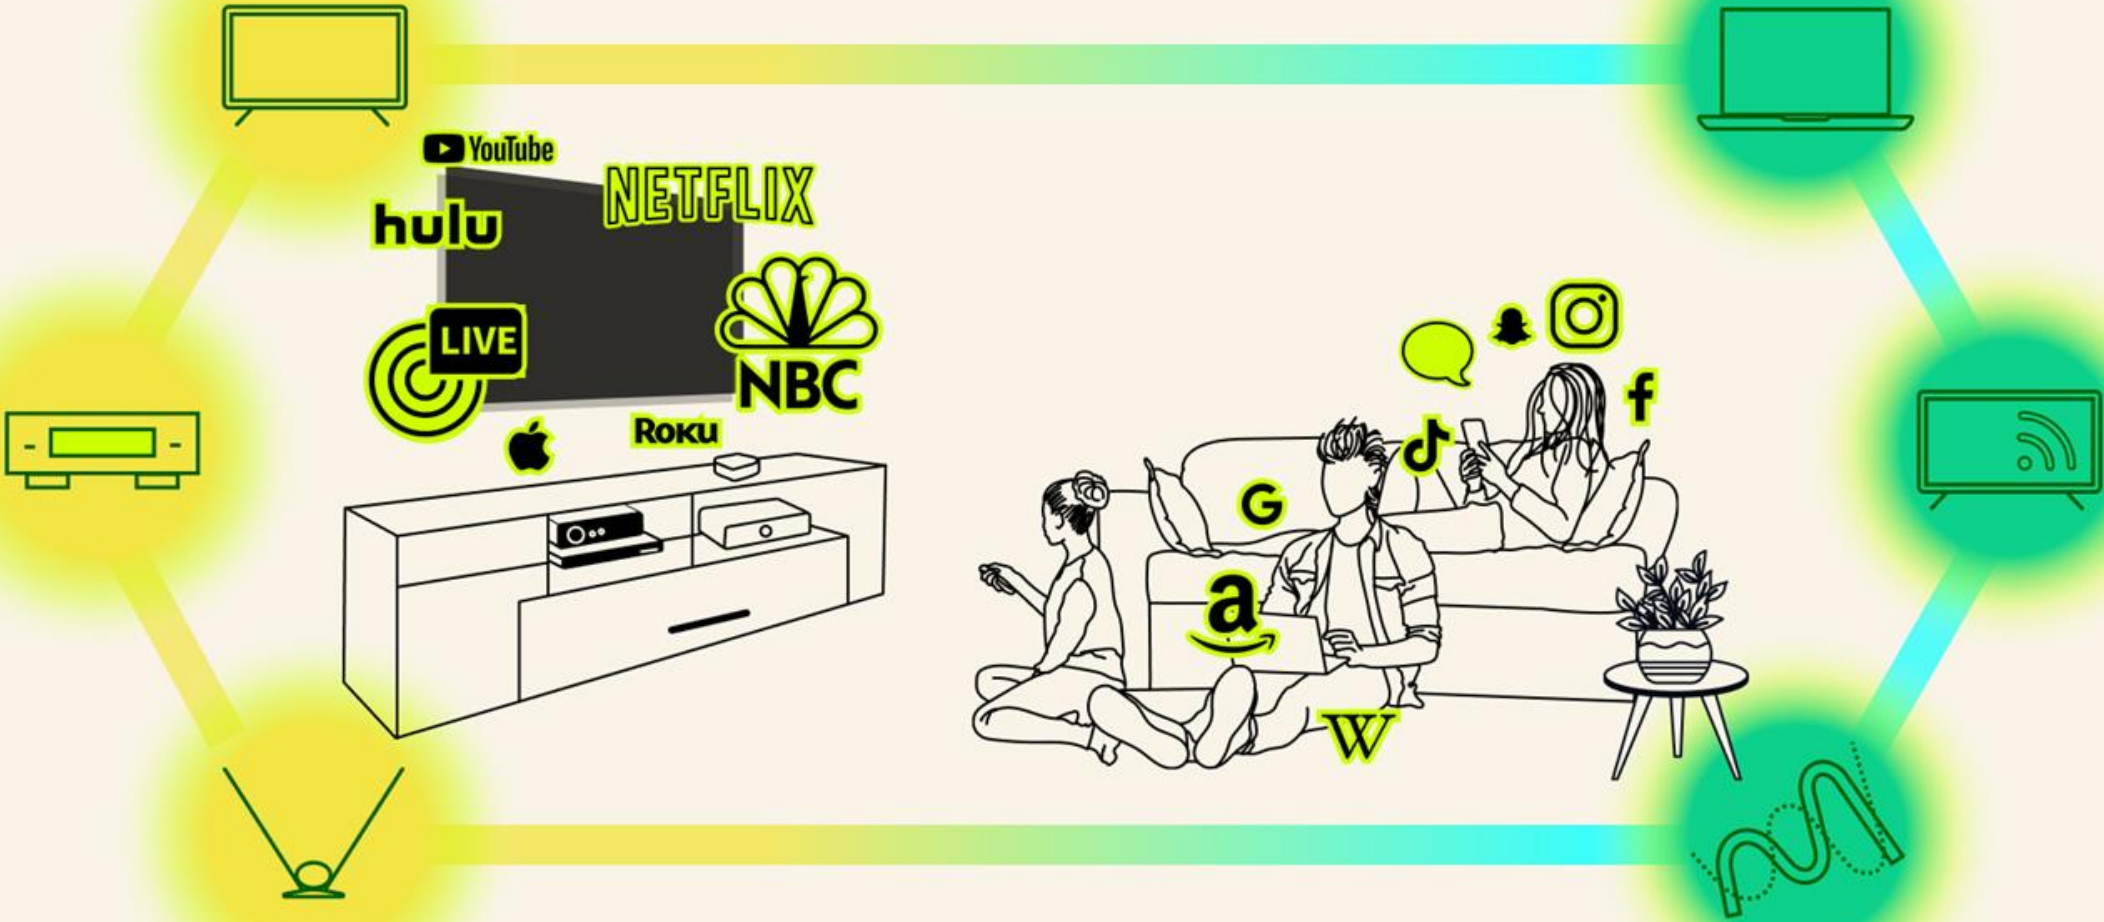 YouTube
NETFLIX
hulu
LIVE
NBC
ROKU
f
G
a
W